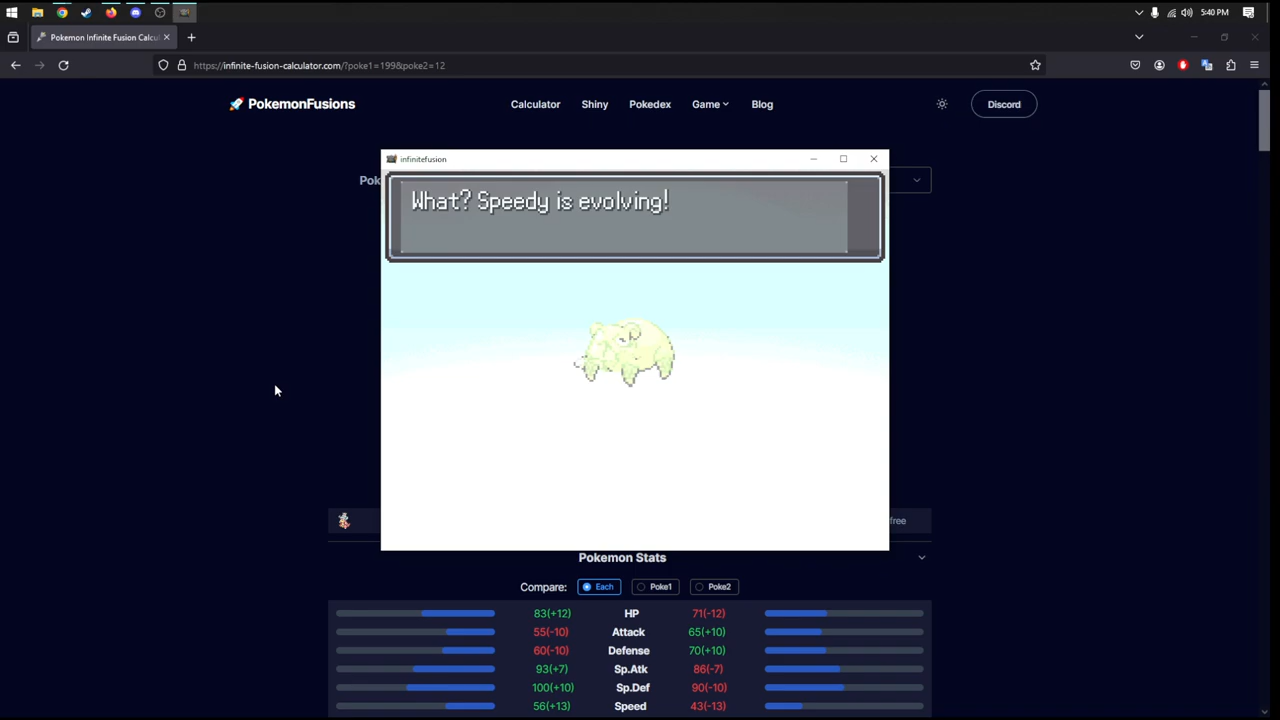 5:40 PM
Pokemon Infinite Fusion Calcu
https://infinite-fusion-calculator.com/?poke1=199&poke2=12
PokemonFusions
Calculator
Shiny
Pokedex
Game
Blog
Discord
infinitefusion
Pok
What? Speedy is evolving!
free
Pokemon Stats
Compare: Each Poke1 Poke2
83(+12) HP 71(-12)
55(-10) Attack 65(+10)
60(-10) Defense 70(+10)
93(+7) Sp.Atk 86(-7)
100(+10) Sp.Def 90(-10)
56(+13) Speed 43(-13)